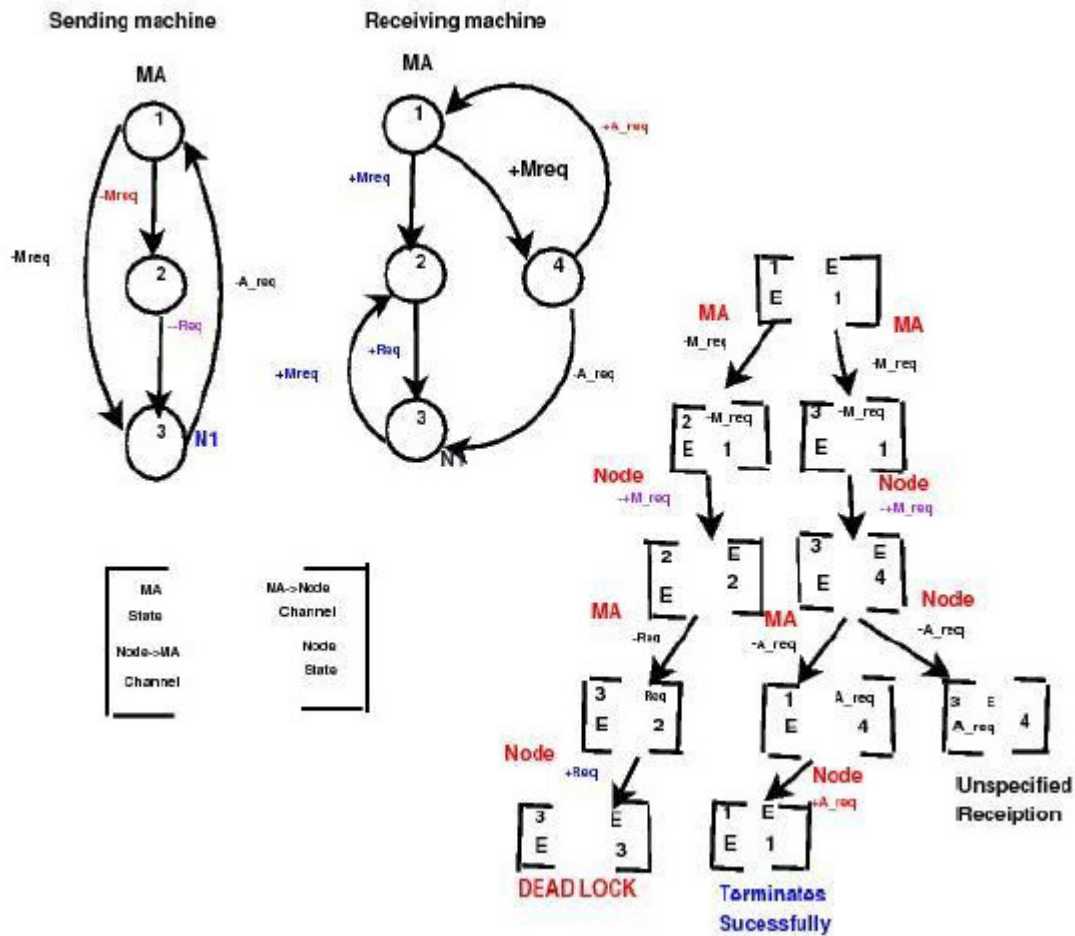 Sending machine
Receiving machine
MA
MA
1
1
+A_req
-Mreq
+Mreq
+Mreq
-Mreq
2
-A_req
2
4
--Req
+Req
+Mreq
-A_req
3
N1
3
N1
1 E
E 1
MA
MA
-M_req
-M_req
2 -M_req
E 1
3 -M_req
E 1
Node
-+M_req
Node
-+M_req
2 E
E 2
3 E
E 4
MA
-Req
MA
-A_req
Node
-A_req
3 Req
E 2
1 A_req
E 4
3 E
A_req 4
Node
+Req
Node
+A_req
Unspecified
Receiption
3 E
E 3
1 E
E 1
DEAD LOCK
Terminates
Sucessfully
MA
State
MA->Node
Channel
Node->MA
Channel
Node
State